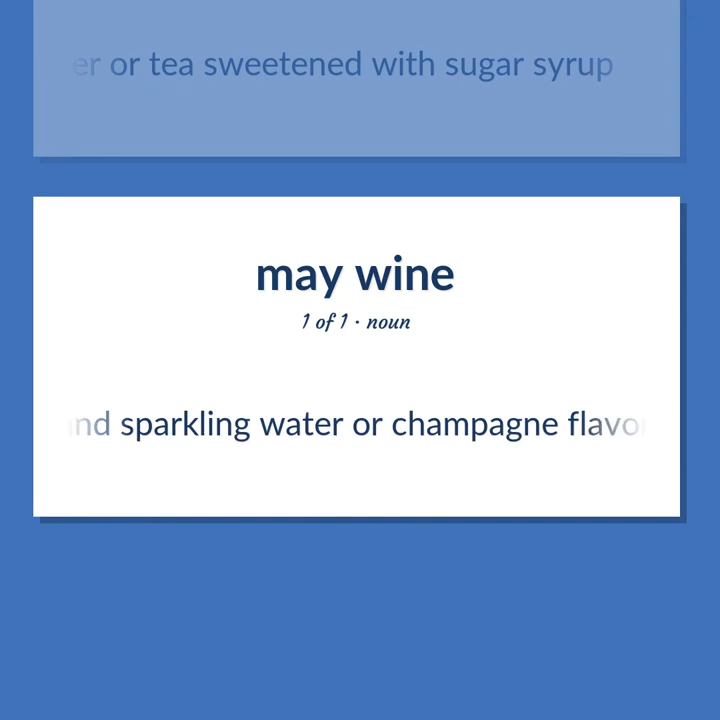 or tea sweetened with sugar syrup
may wine
1 of 1 · noun
sparkling water or champagne